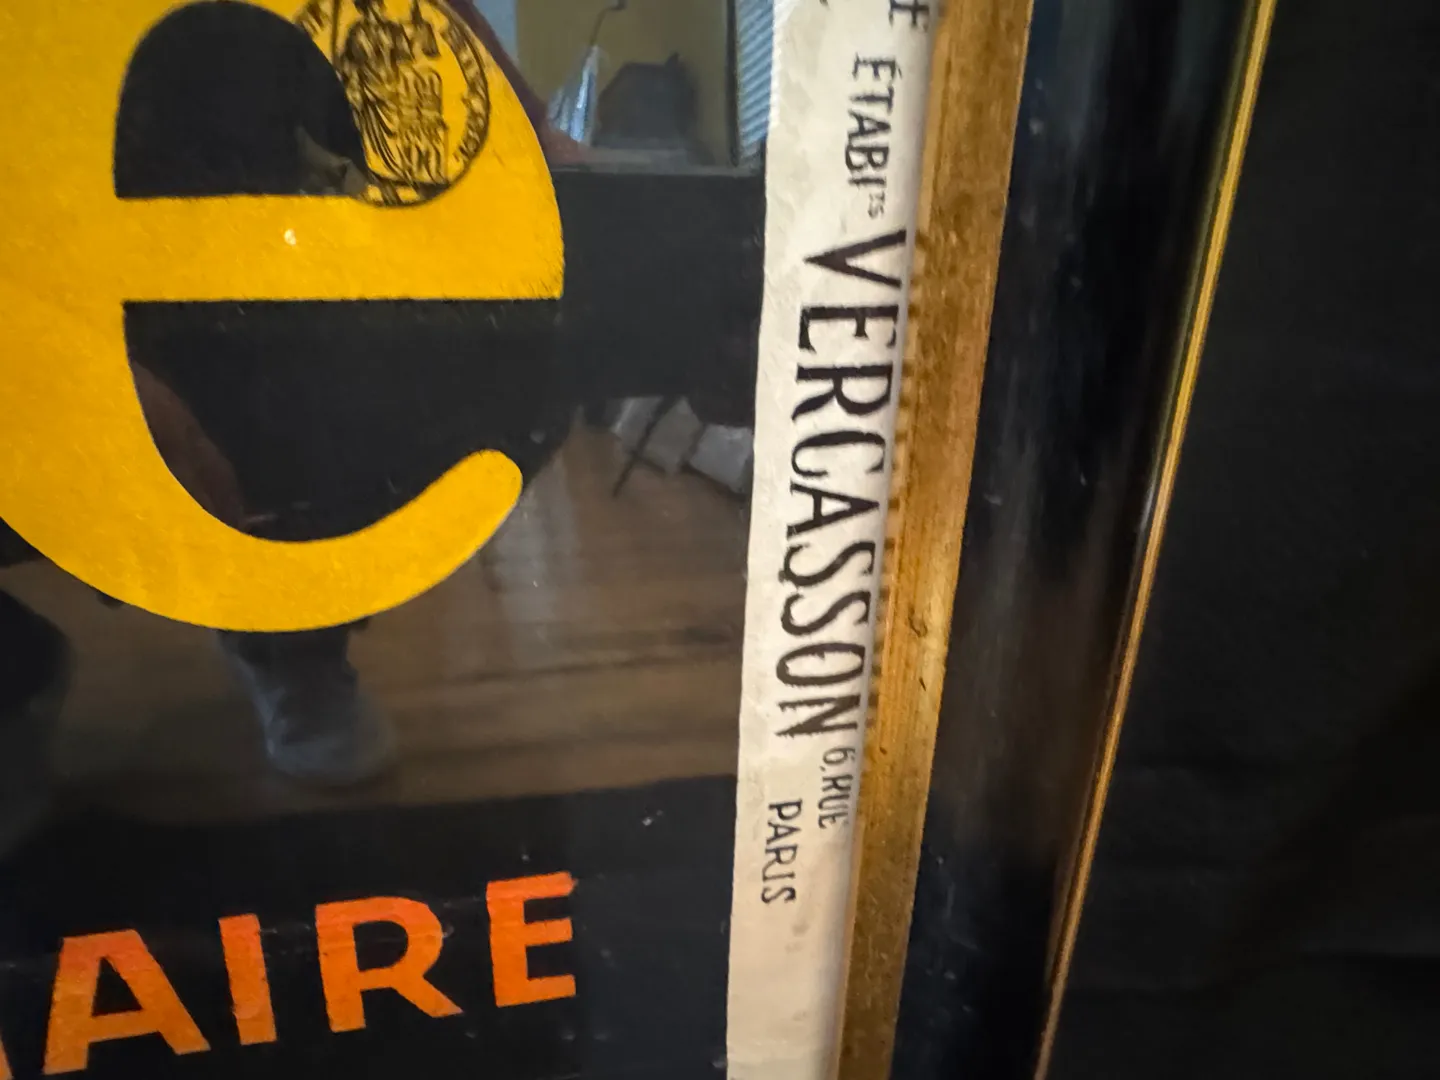 e
ÉTABlts
VERCASSON
6, RUE
PARIS
AIRE